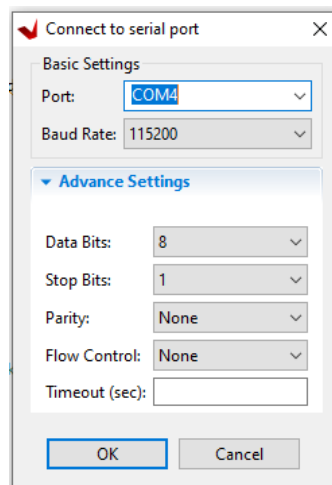 Connect to serial port
Basic Settings
Port: COM4
Baud Rate: 115200
Advance Settings
Data Bits: 8
Stop Bits: 1
Parity: None
Flow Control: None
Timeout (sec):
OK Cancel